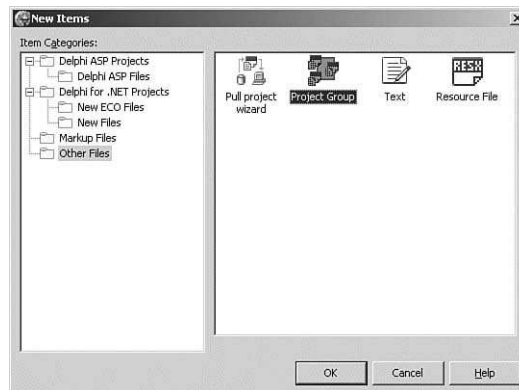 New Items
Item Categories:
Delphi ASP Projects
Delphi ASP Files
Delphi for .NET Projects
New ECO Files
New Files
Markup Files
Other Files
Pull project wizard
Project Group
Text
RESX
Resource File
OK
Cancel
Help